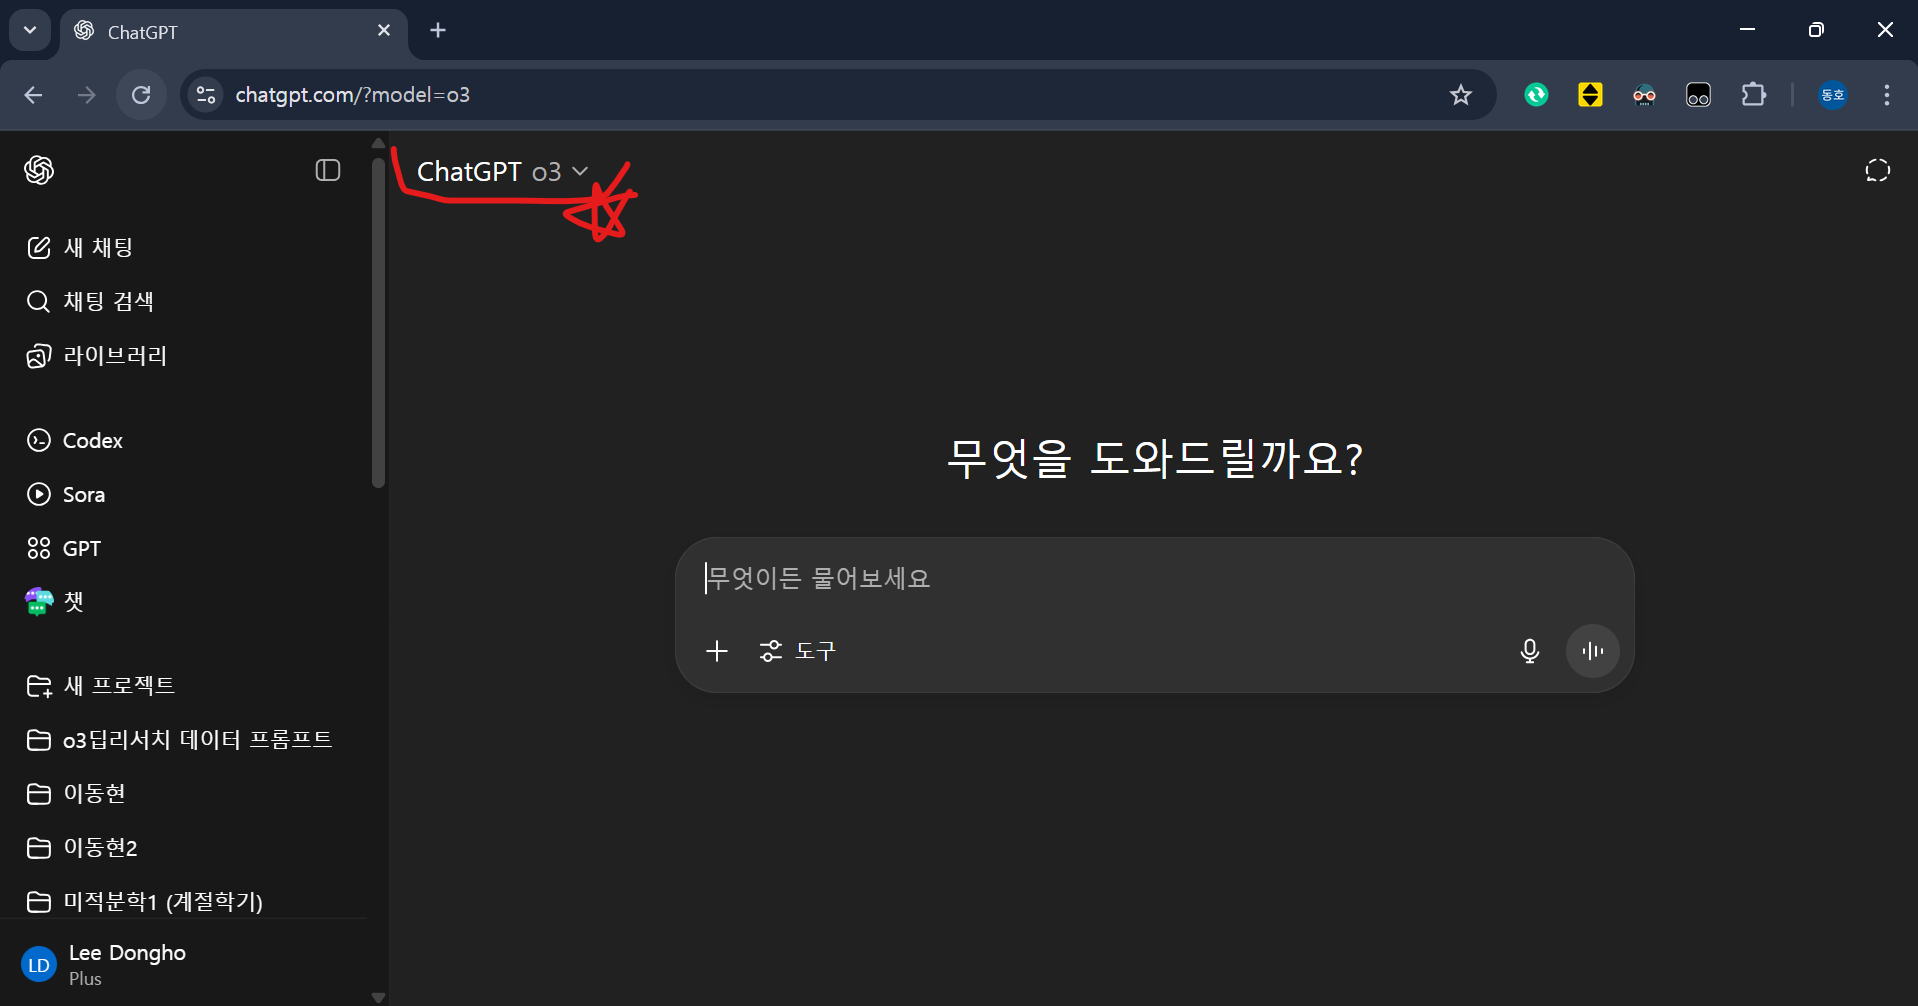 ChatGPT
chatgpt.com/?model=o3
동호
ChatGPT o3
새 채팅
채팅 검색
라이브러리
Codex
Sora
GPT
챗
새 프로젝트
o3딥리서치 데이터 프롬프트
이동현
이동현2
미적분학1 (계절학기)
LD
Lee Dongho
Plus
무엇을 도와드릴까요?
무엇이든 물어보세요
도구